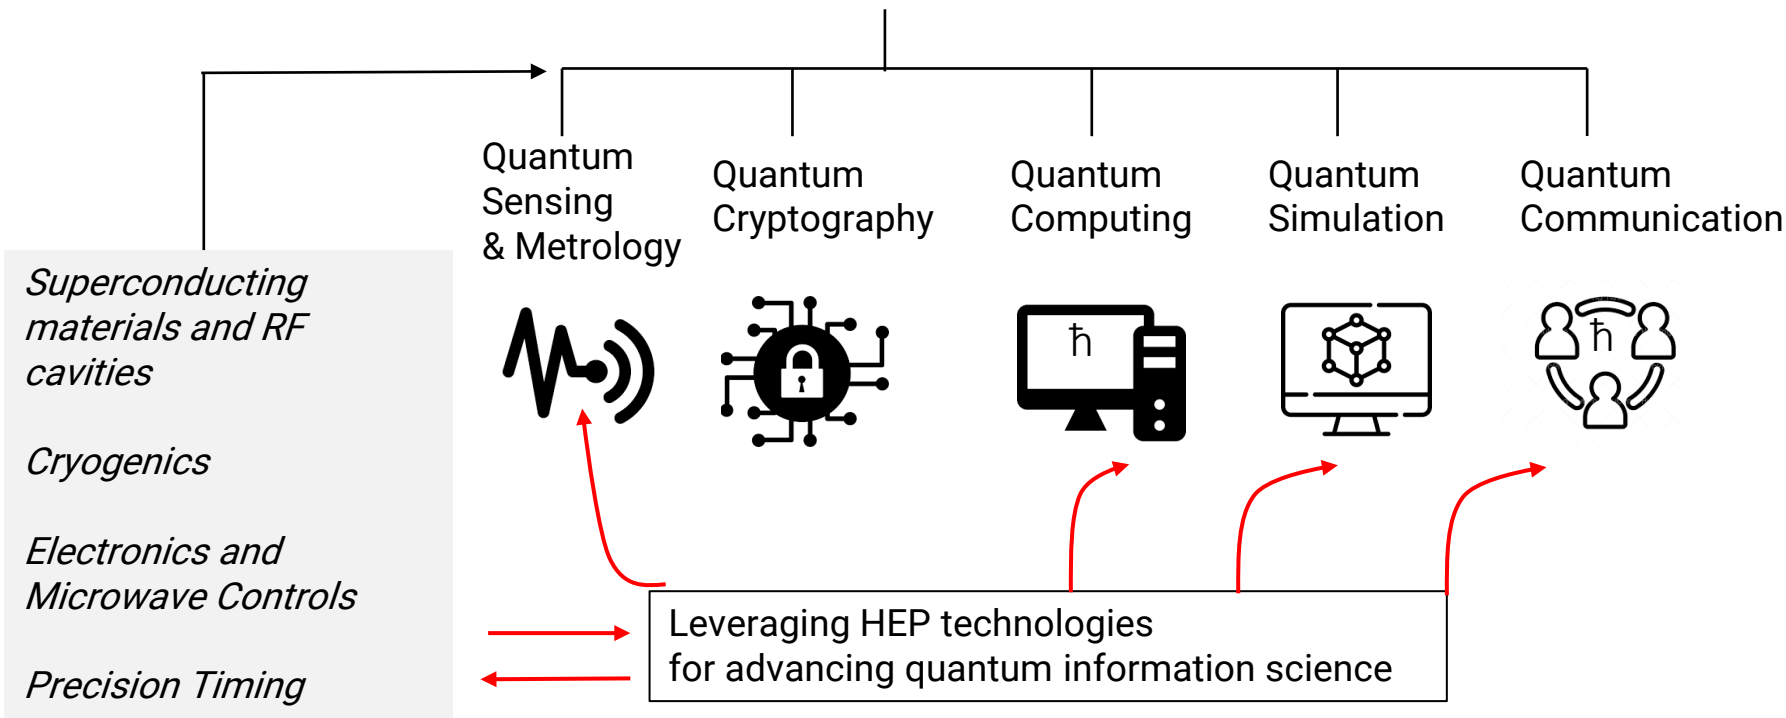 Quantum
Sensing
& Metrology
Quantum
Cryptography
Quantum
Computing
Quantum
Simulation
Quantum
Communication
ħ
ħ
Superconducting
materials and RF
cavities
Cryogenics
Electronics and
Microwave Controls
Precision Timing
Leveraging HEP technologies
for advancing quantum information science